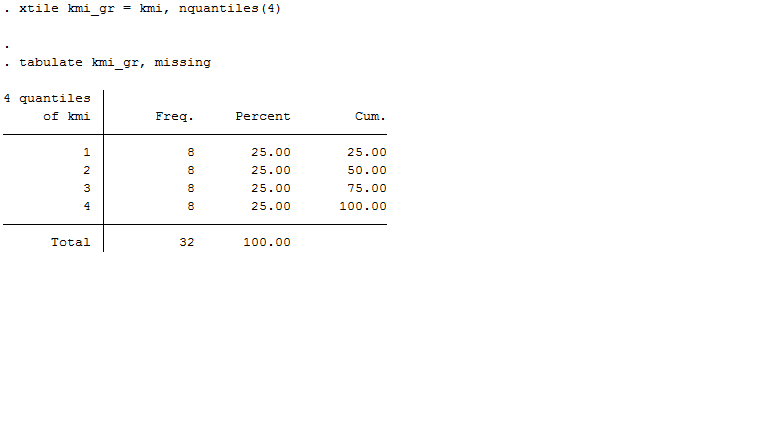 . xtile kmi_gr = kmi, nquantiles(4)
.
. tabulate kmi_gr, missing
4 quantiles
of kmi Freq. Percent Cum.
1 8 25.00 25.00
2 8 25.00 50.00
3 8 25.00 75.00
4 8 25.00 100.00
Total 32 100.00